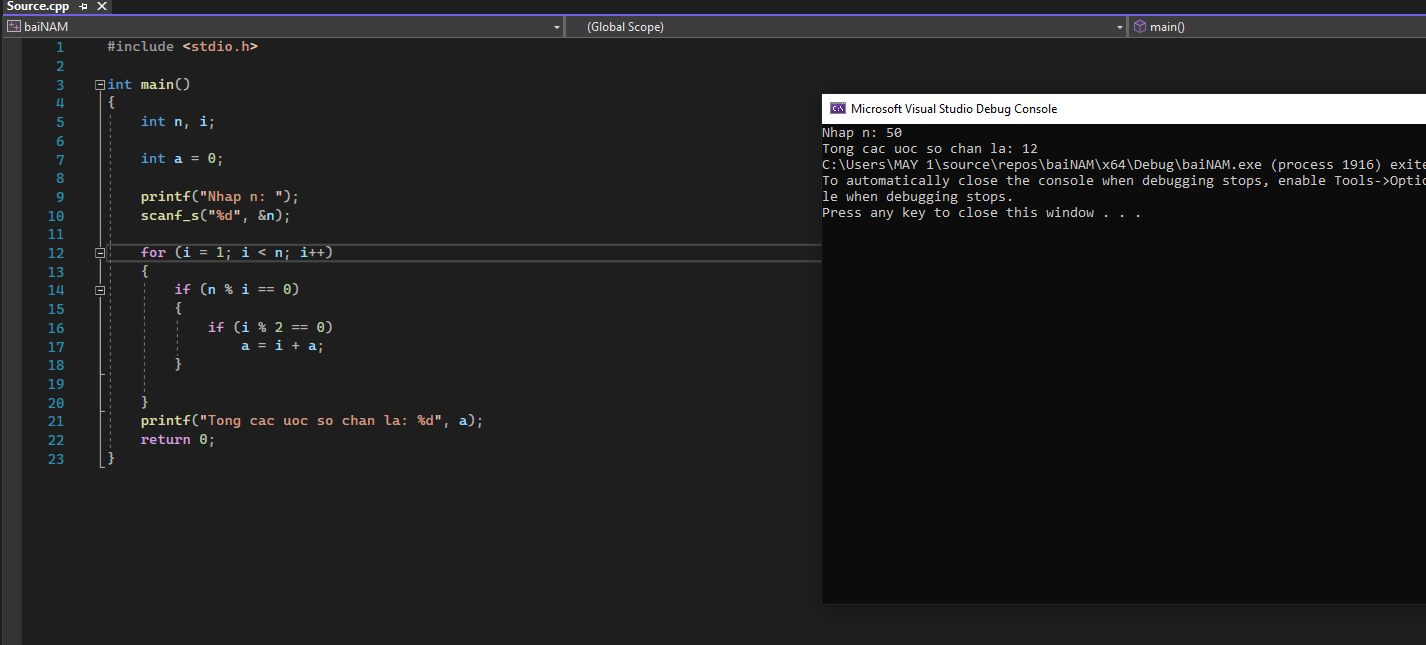 Source.cpp
baiNAM (Global Scope) main()
1 #include <stdio.h>
2
3 int main()
4 {
5 int n, i;
6
7 int a = 0;
8
9 printf("Nhap n: ");
10 scanf_s("%d", &n);
11
12 for (i = 1; i < n; i++)
13 {
14 if (n % i == 0)
15 {
16 if (i % 2 == 0)
17 a = i + a;
18 }
19
20 }
21 printf("Tong cac uoc so chan la: %d", a);
22 return 0;
23 }
Microsoft Visual Studio Debug Console
Nhap n: 50
Tong cac uoc so chan la: 12
C:\Users\MAY 1\source\repos\baiNAM\x64\Debug\baiNAM.exe (process 1916) exite
To automatically close the console when debugging stops, enable Tools->Optio
le when debugging stops.
Press any key to close this window . . .